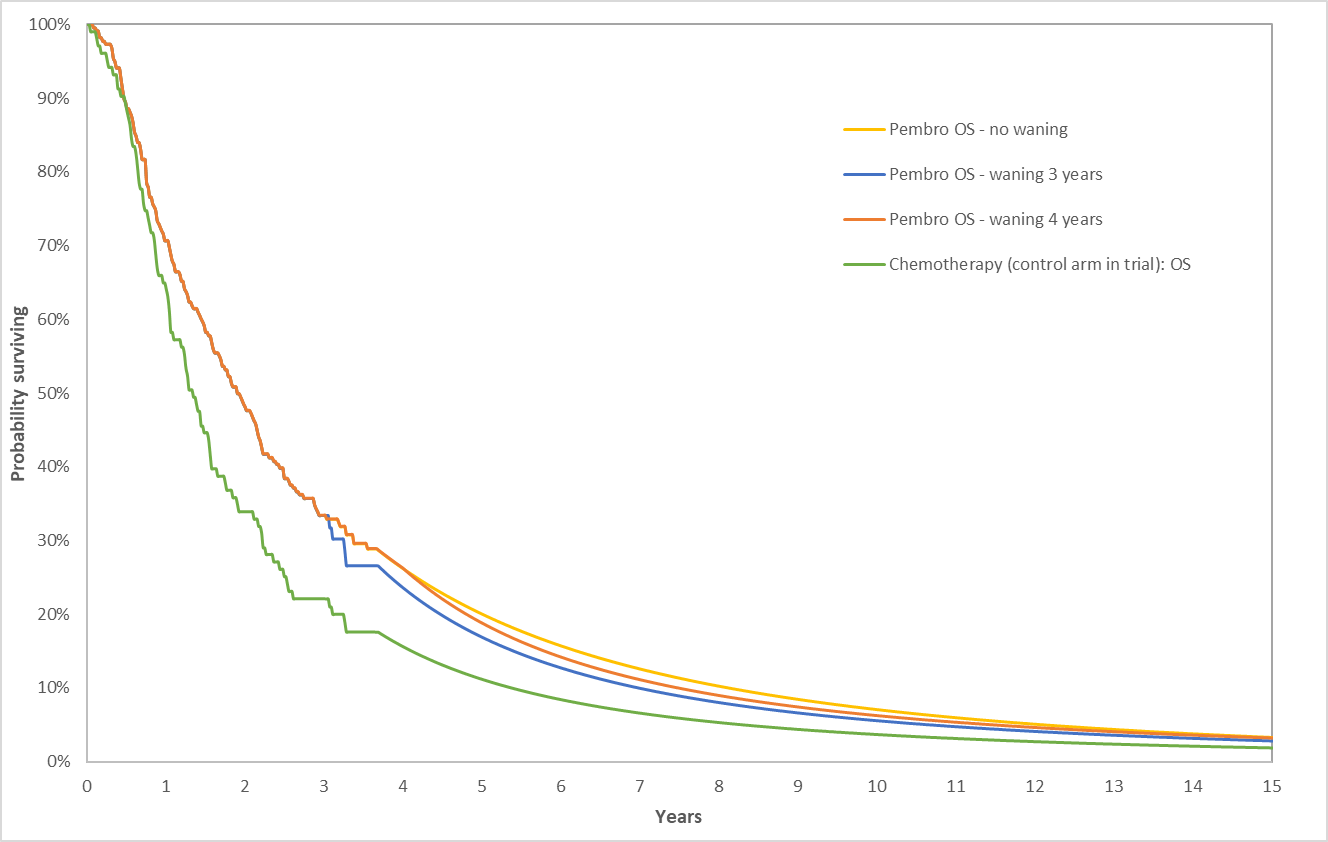 100%
90%
80%
70%
60%
50%
40%
30%
20%
10%
0%
Probability surviving
Pembro OS - no waning
Pembro OS - waning 3 years
Pembro OS - waning 4 years
Chemotherapy (control arm in trial): OS
0 1 2 3 4 5 6 7 8 9 10 11 12 13 14 15
Years